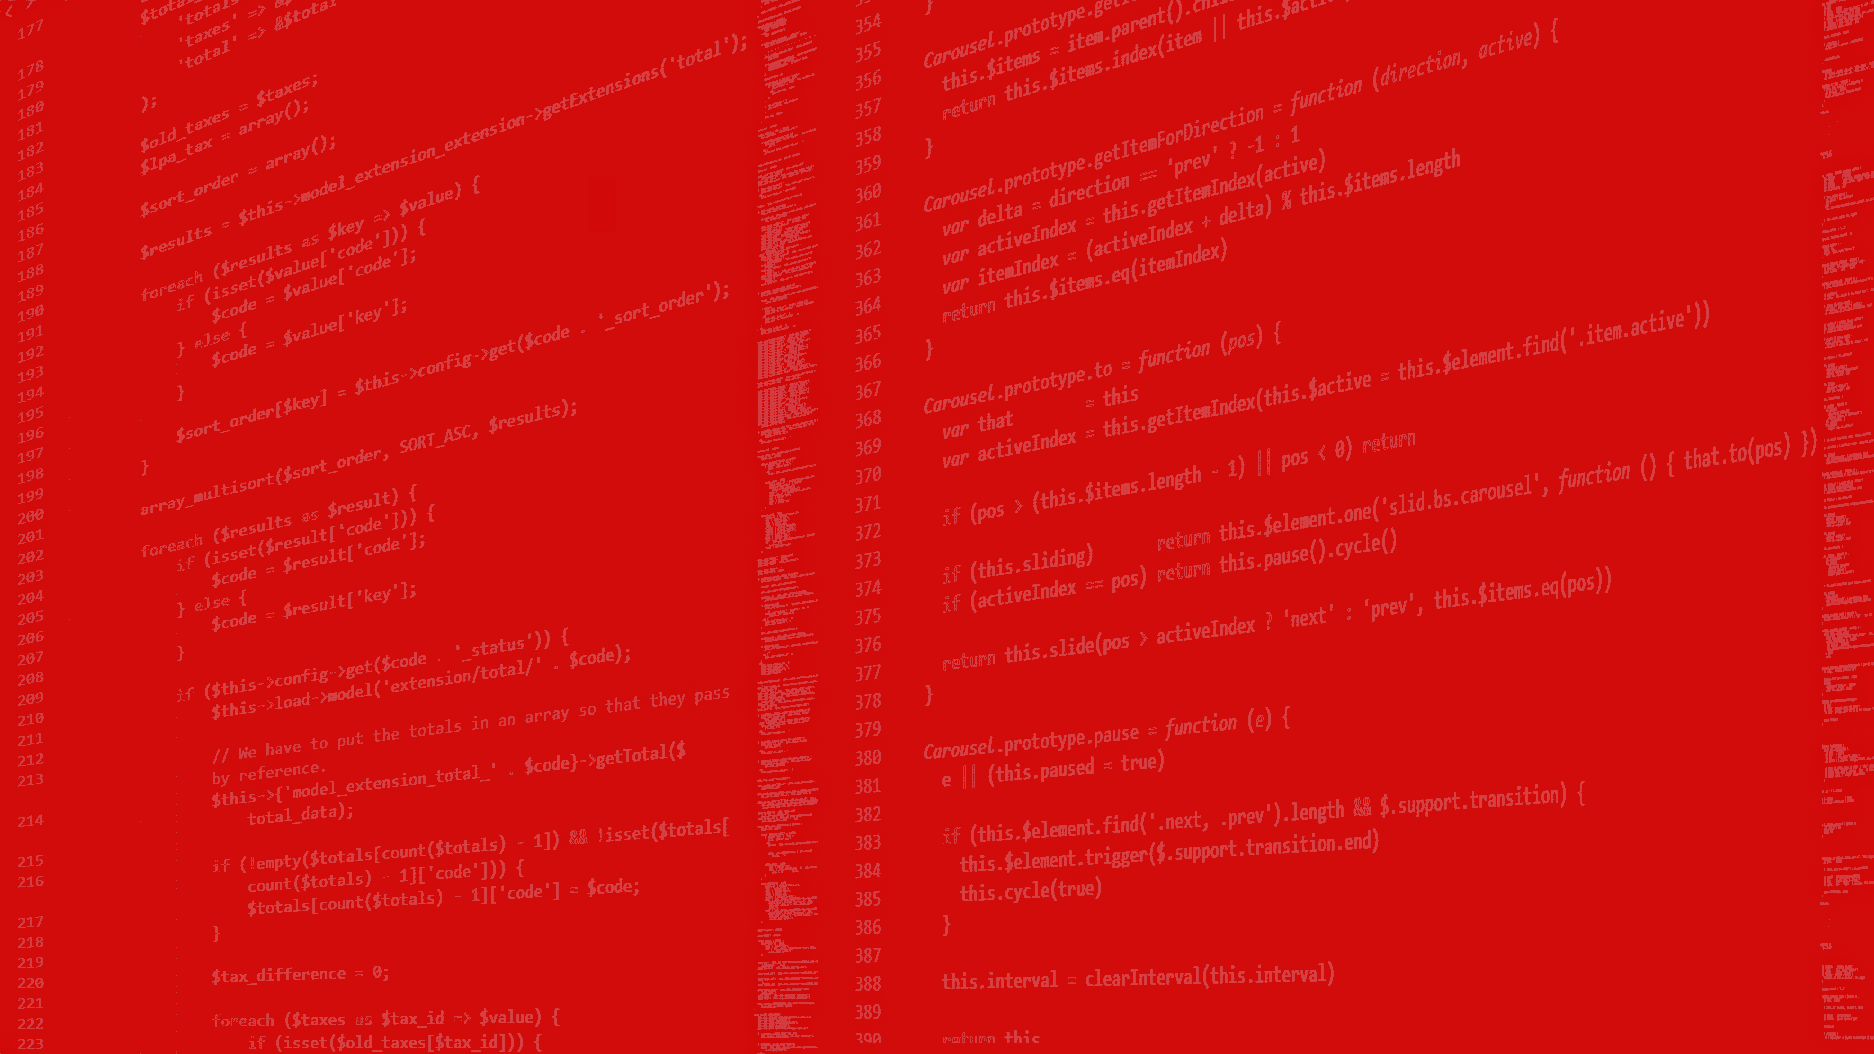 177
$total
'totals
'taxes' => 
'total' => &$total
178
179 );
180
181 $old_taxes = $taxes;
182 $lpa_tax = array();
183
184 $sort_order = array();
185
186 $results = $this->model_extension_extension->getExtensions('total');
187
188 foreach ($results as $key => $value) {
189 if (isset($value['code'])) {
190 $code = $value['code'];
191 } else {
192 $code = $value['key'];
193 }
194
195 $sort_order[$key] = $this->config->get($code . '_sort_order');
196 }
197
198 array_multisort($sort_order, SORT_ASC, $results);
199
200 foreach ($results as $result) {
201 if (isset($result['code'])) {
202 $code = $result['code'];
203 } else {
204 $code = $result['key'];
205 }
206
207 if ($this->config->get($code . '_status')) {
208 $this->load->model('extension/total/' . $code);
209
210 // We have to put the totals in an array so that they pass
by reference.
211 $this->{'model_extension_total_' . $code}->getTotal($
total_data);
212
213 if (!empty($totals[count($totals) - 1]) && !isset($totals[
count($totals) - 1]['code'])) {
214 $totals[count($totals) - 1]['code'] = $code;
215 }
216
217
218 $tax_difference = 0;
219
220 foreach ($taxes as $tax_id => $value) {
221 if (isset($old_taxes[$tax_id])) {
222
223
354 }
355 Carousel.prototype.get
356 this.$items = item.parent().chi
357 return this.$items.index(item || this.$acti
358 }
359
360 Carousel.prototype.getItemForDirection = function (direction, active) {
361 var delta = direction == 'prev' ? -1 : 1
362 var activeIndex = this.getItemIndex(active)
363 var itemIndex = (activeIndex + delta) % this.$items.length
364 return this.$items.eq(itemIndex)
365 }
366
367 Carousel.prototype.to = function (pos) {
368 var that = this
369 var activeIndex = this.getItemIndex(this.$active = this.$element.find('.item.active'))
370
371 if (pos > (this.$items.length - 1) || pos < 0) return
372
373 if (this.sliding) return this.$element.one('slid.bs.carousel', function () { that.to(pos) })
374 if (activeIndex == pos) return this.pause().cycle()
375
376 return this.slide(pos > activeIndex ? 'next' : 'prev', this.$items.eq(pos))
377 }
378
379 Carousel.prototype.pause = function (e) {
380 e || (this.paused = true)
381
382 if (this.$element.find('.next, .prev').length && $.support.transition) {
383 this.$element.trigger($.support.transition.end)
384 this.cycle(true)
385 }
386
387 this.interval = clearInterval(this.interval)
388
389 return this
390